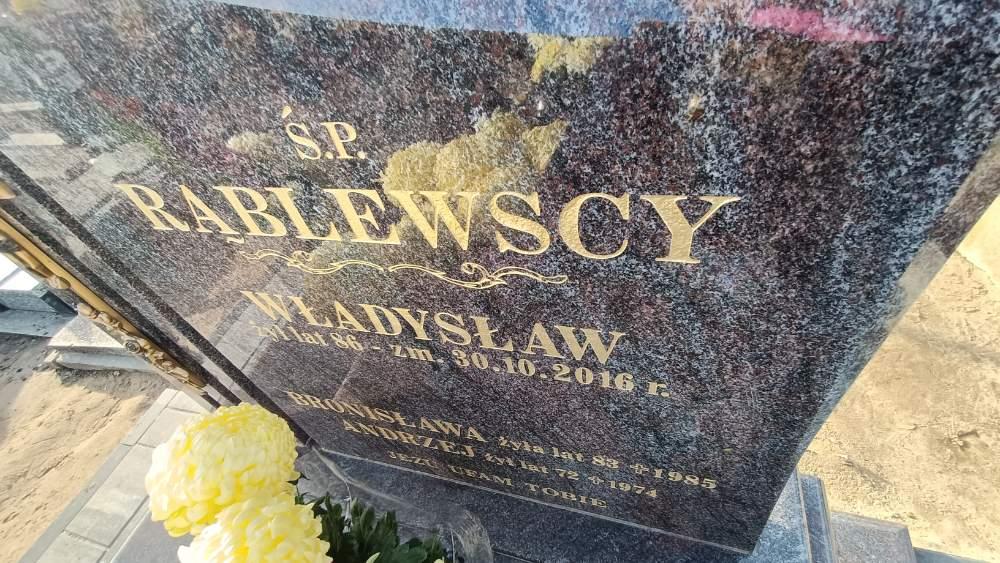 Ś.P.
RĄBLEWSCY
WŁADYSŁAW
żył lat 86 - zm. 30.10.2016 r.
BRONISŁAWA żyła lat 83 ✝1985
ANDRZEJ żył lat 72 ✝1974
JEZU UFAM TOBIE